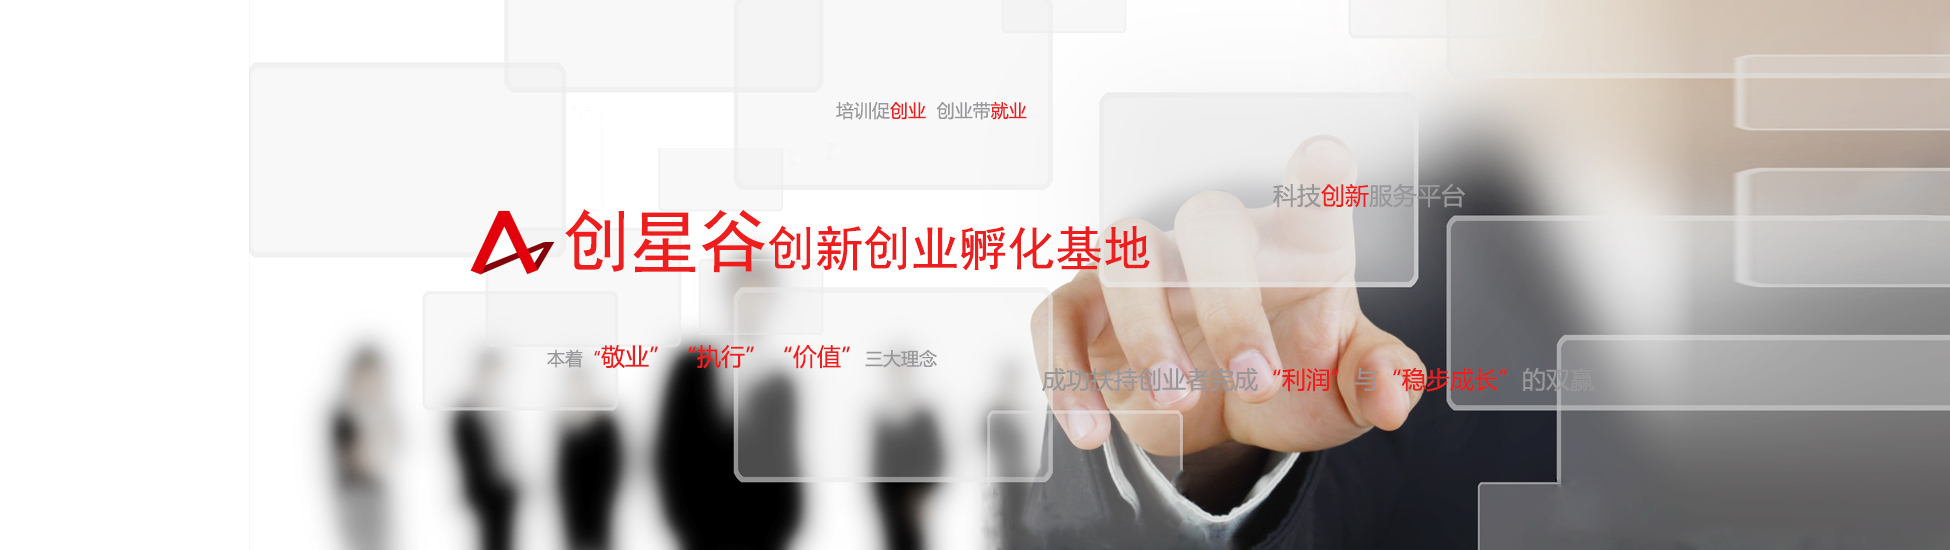 培训促创业 创业带就业
科技创新服务平台
创星谷创新创业孵化基地
本着“敬业” “执行” “价值” 三大理念
成功扶持创业者完成“利润”与“稳步成长”的双赢